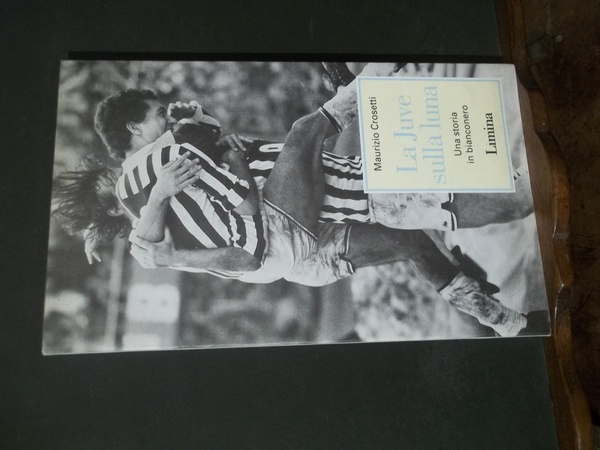 Maurizio Crosetti
La Juve
sulla luna
Una storia
in bianconero
Limina